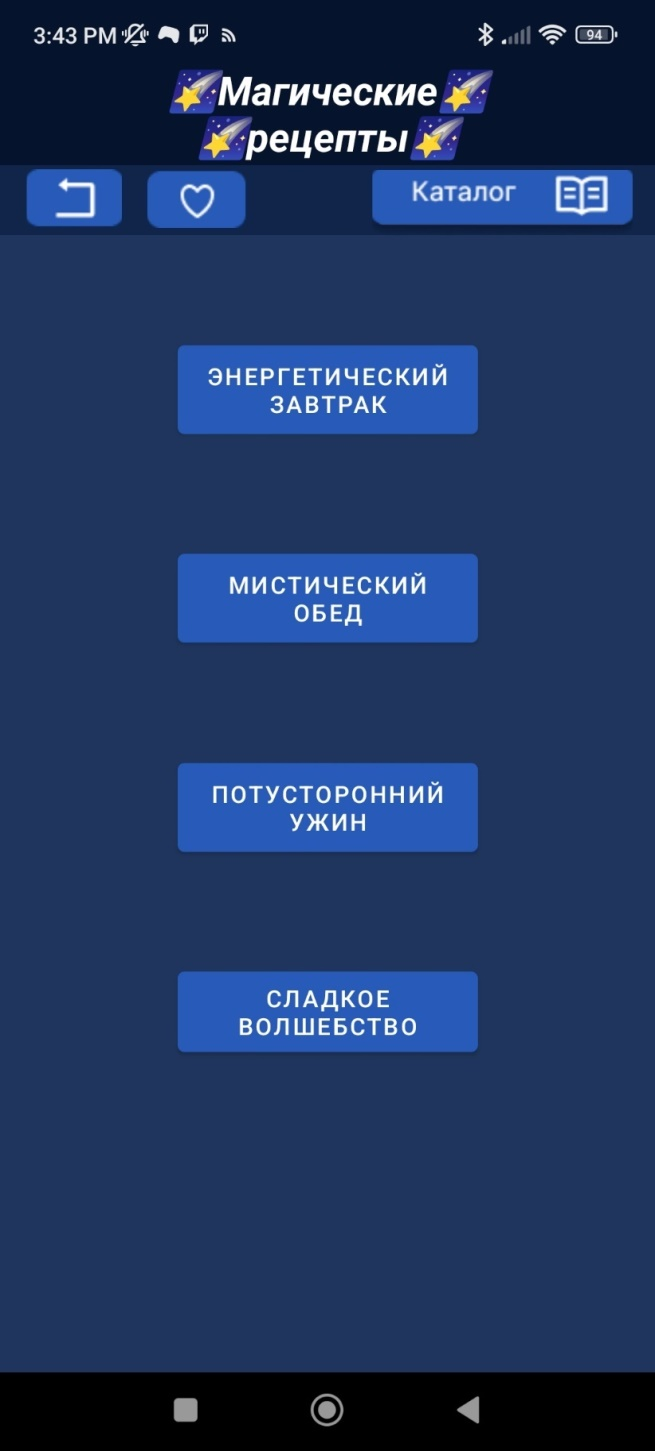 3:43 PM
94
Магические
рецепты
Каталог
ЭНЕРГЕТИЧЕСКИЙ
ЗАВТРАК
МИСТИЧЕСКИЙ
ОБЕД
ПОТУСТОРОННИЙ
УЖИН
СЛАДКОЕ
ВОЛШЕБСТВО